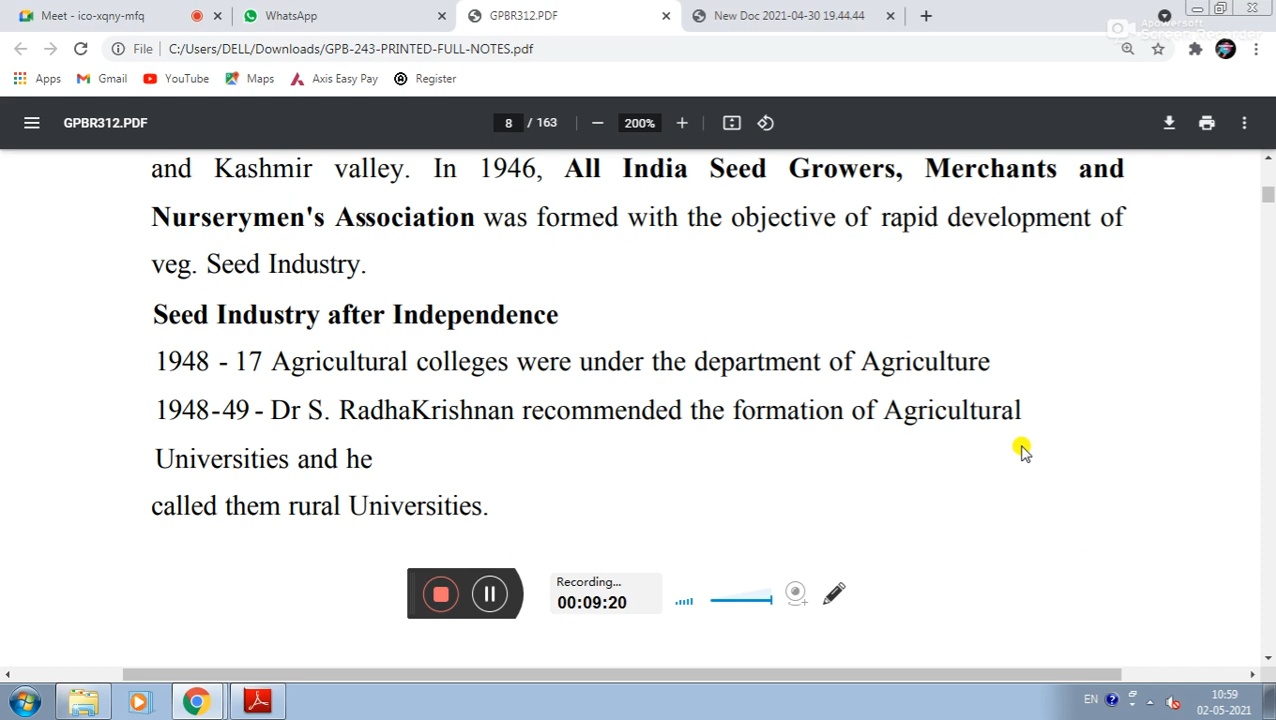 Meet - ico-xqny-mfq
WhatsApp
GPBR312.PDF
New Doc 2021-04-30 19.44.44
Apowersoft
Screen Recorder
File
C:/Users/DELL/Downloads/GPB-243-PRINTED-FULL-NOTES.pdf
Apps
Gmail
YouTube
Maps
Axis Easy Pay
Register
GPBR312.PDF
8 / 163
200%
and Kashmir valley. In 1946, All India Seed Growers, Merchants and
Nurserymen's Association was formed with the objective of rapid development of
veg. Seed Industry.
Seed Industry after Independence
1948 - 17 Agricultural colleges were under the department of Agriculture
1948-49 - Dr S. RadhaKrishnan recommended the formation of Agricultural
Universities and he
called them rural Universities.
Recording...
00:09:20
EN
10:59
02-05-2021